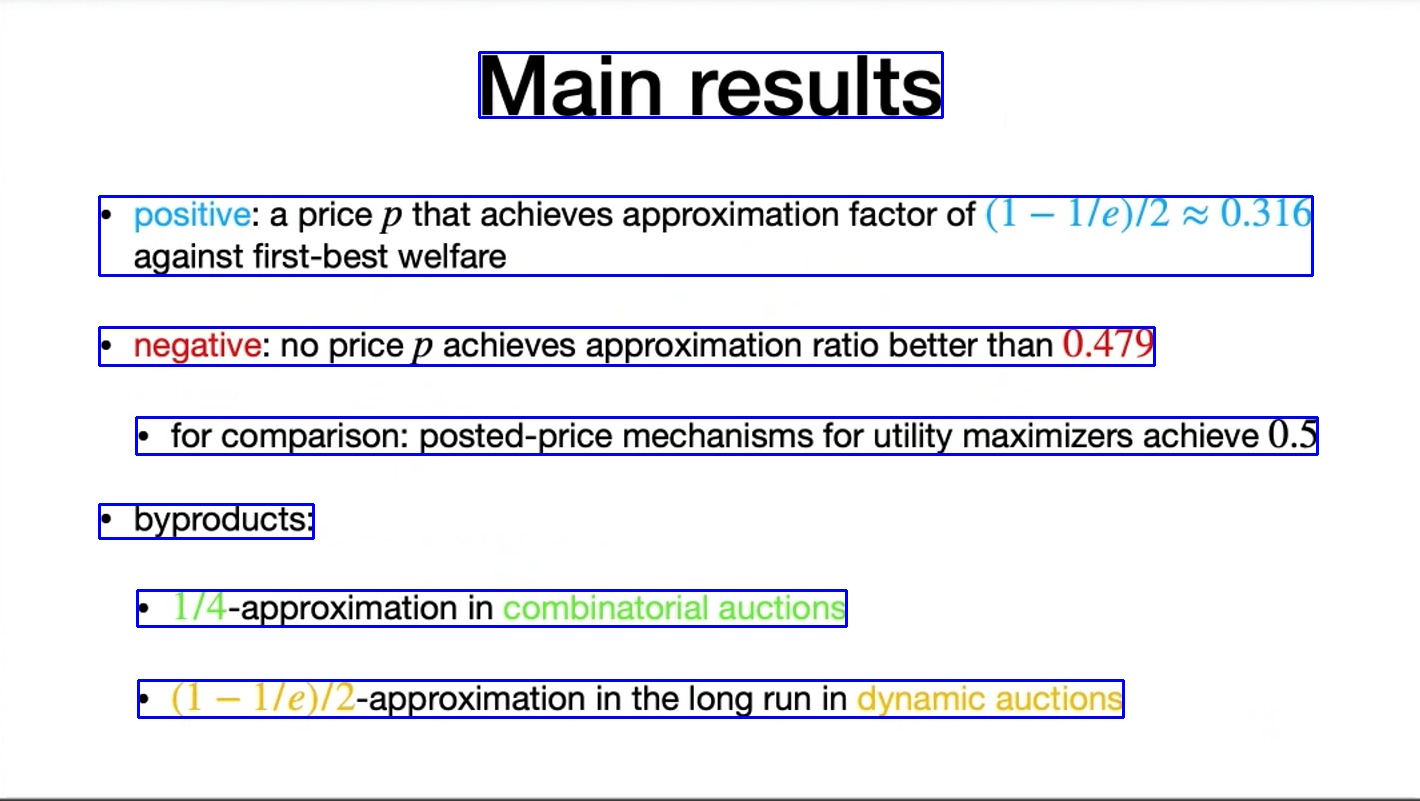 Main results
• positive: a price p that achieves approximation factor of (1 − 1/e)/2 ≈ 0.316
against first-best welfare
• negative: no price p achieves approximation ratio better than 0.479
• for comparison: posted-price mechanisms for utility maximizers achieve 0.5
• byproducts:
• 1/4-approximation in combinatorial auctions
• (1 − 1/e)/2-approximation in the long run in dynamic auctions